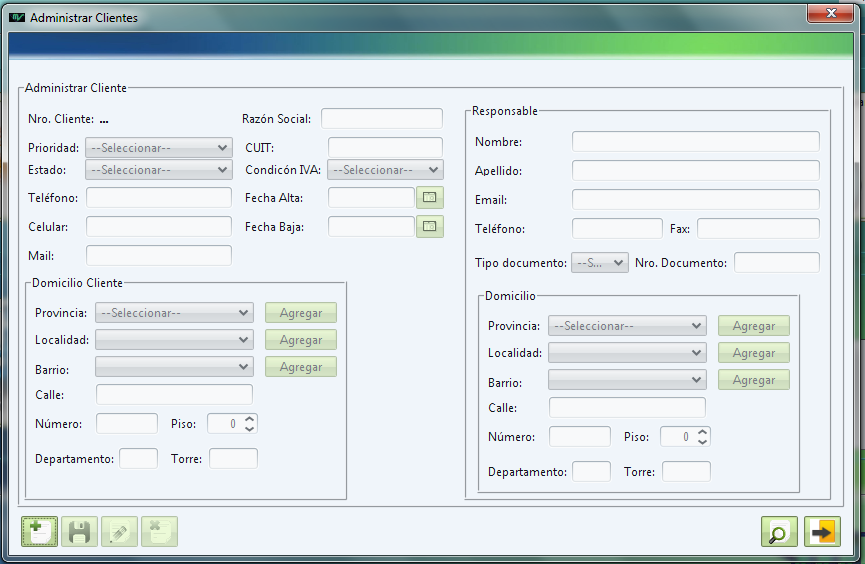 Administrar Clientes
Administrar Cliente
Nro. Cliente: ...
Razón Social:
Prioridad: --Seleccionar--
CUIT:
Estado: --Seleccionar--
Condicón IVA: --Seleccionar--
Teléfono:
Fecha Alta:
Celular:
Fecha Baja:
Mail:
Domicilio Cliente
Provincia: --Seleccionar-- Agregar
Localidad: Agregar
Barrio: Agregar
Calle:
Número: Piso: 0
Departamento: Torre:
Responsable
Nombre:
Apellido:
Email:
Teléfono: Fax:
Tipo documento: --S... Nro. Documento:
Domicilio
Provincia: --Seleccionar-- Agregar
Localidad: Agregar
Barrio: Agregar
Calle:
Número: Piso: 0
Departamento: Torre: